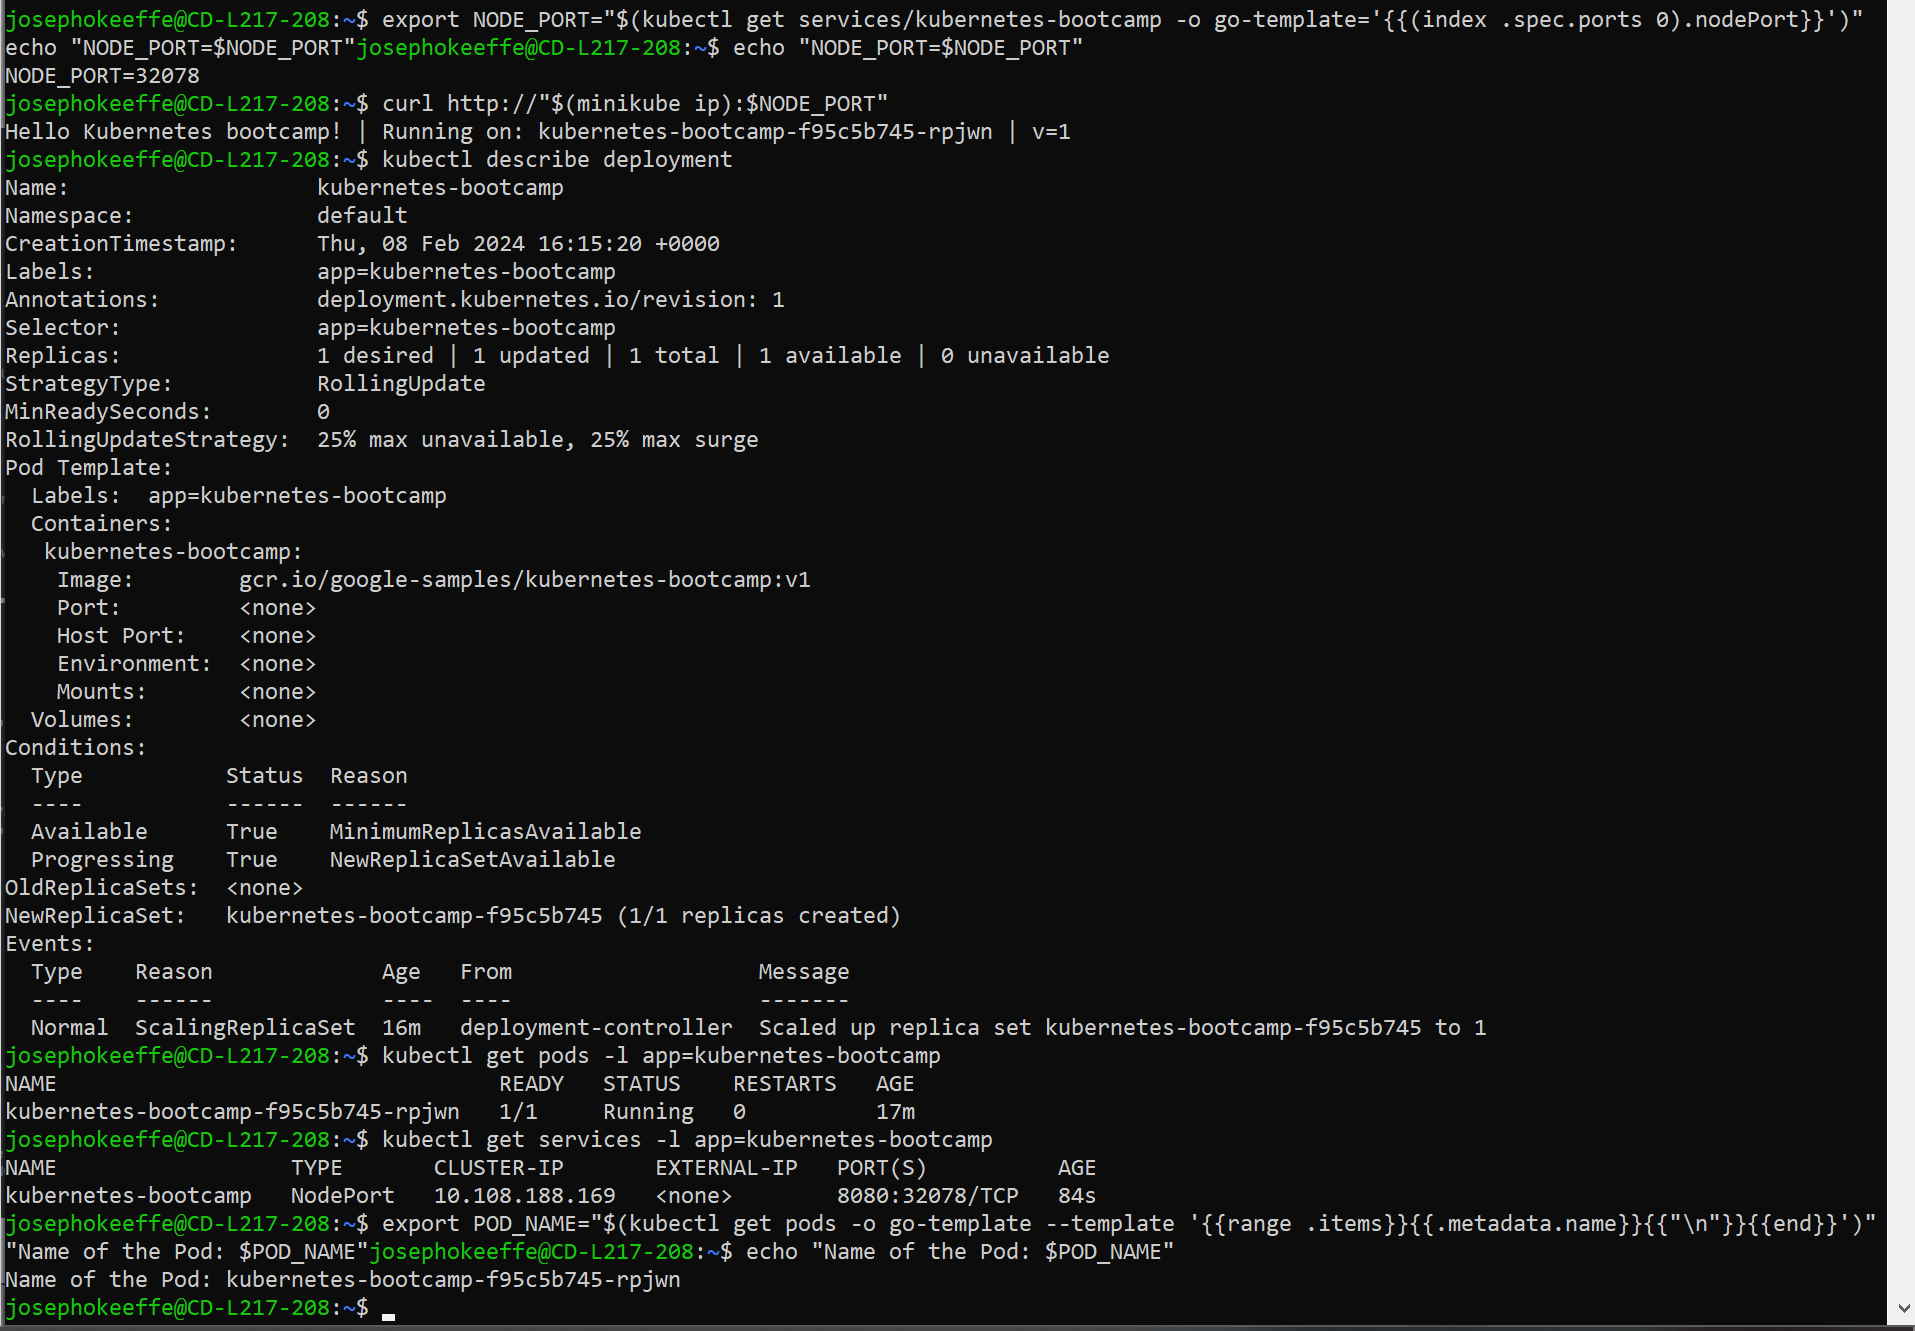 josephokeeffe@CD-L217-208:~$ export NODE_PORT="$(kubectl get services/kubernetes-bootcamp -o go-template='{{(index .spec.ports 0).nodePort}}')"
echo "NODE_PORT=$NODE_PORT"josephokeeffe@CD-L217-208:~$ echo "NODE_PORT=$NODE_PORT"
NODE_PORT=32078
josephokeeffe@CD-L217-208:~$ curl http://"$(minikube ip):$NODE_PORT"
Hello Kubernetes bootcamp! | Running on: kubernetes-bootcamp-f95c5b745-rpjwn | v=1
josephokeeffe@CD-L217-208:~$ kubectl describe deployment
Name:                   kubernetes-bootcamp
Namespace:              default
CreationTimestamp:      Thu, 08 Feb 2024 16:15:20 +0000
Labels:                 app=kubernetes-bootcamp
Annotations:            deployment.kubernetes.io/revision: 1
Selector:               app=kubernetes-bootcamp
Replicas:               1 desired | 1 updated | 1 total | 1 available | 0 unavailable
StrategyType:           RollingUpdate
MinReadySeconds:        0
RollingUpdateStrategy:  25% max unavailable, 25% max surge
Pod Template:
  Labels:  app=kubernetes-bootcamp
  Containers:
   kubernetes-bootcamp:
    Image:        gcr.io/google-samples/kubernetes-bootcamp:v1
    Port:         <none>
    Host Port:    <none>
    Environment:  <none>
    Mounts:       <none>
  Volumes:        <none>
Conditions:
  Type           Status  Reason
  ----           ------  ------
  Available      True    MinimumReplicasAvailable
  Progressing    True    NewReplicaSetAvailable
OldReplicaSets:  <none>
NewReplicaSet:   kubernetes-bootcamp-f95c5b745 (1/1 replicas created)
Events:
  Type    Reason             Age   From                   Message
  ----    ------             ----  ----                   -------
  Normal  ScalingReplicaSet  16m   deployment-controller  Scaled up replica set kubernetes-bootcamp-f95c5b745 to 1
josephokeeffe@CD-L217-208:~$ kubectl get pods -l app=kubernetes-bootcamp
NAME                                  READY   STATUS    RESTARTS   AGE
kubernetes-bootcamp-f95c5b745-rpjwn   1/1     Running   0          17m
josephokeeffe@CD-L217-208:~$ kubectl get services -l app=kubernetes-bootcamp
NAME                  TYPE       CLUSTER-IP       EXTERNAL-IP   PORT(S)          AGE
kubernetes-bootcamp   NodePort   10.108.188.169   <none>        8080:32078/TCP   84s
josephokeeffe@CD-L217-208:~$ export POD_NAME="$(kubectl get pods -o go-template --template '{{range .items}}{{.metadata.name}}{{"\n"}}{{end}}')"
"Name of the Pod: $POD_NAME"josephokeeffe@CD-L217-208:~$ echo "Name of the Pod: $POD_NAME"
Name of the Pod: kubernetes-bootcamp-f95c5b745-rpjwn
josephokeeffe@CD-L217-208:~$